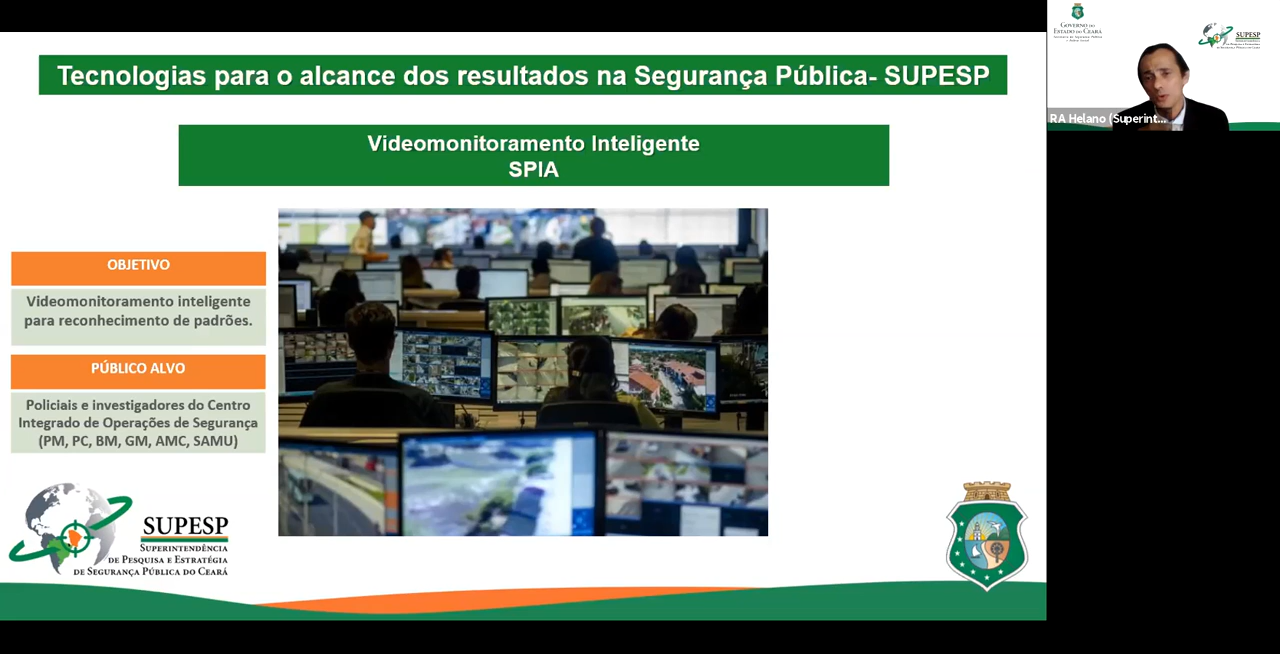 Tecnologias para o alcance dos resultados na Segurança Pública- SUPESP
Videomonitoramento Inteligente
SPIA
OBJETIVO
Videomonitoramento inteligente
para reconhecimento de padrões.
PÚBLICO ALVO
Policiais e investigadores do Centro
Integrado de Operações de Segurança
(PM, PC, BM, GM, AMC, SAMU)
SUPESP
SUPERINTENDÊNCIA
DE PESQUISA E ESTRATÉGIA
DE SEGURANÇA PÚBLICA DO CEARÁ
GOVERNO DO
ESTADO DO CEARÁ
SUPESP
RA Helano (Superint...